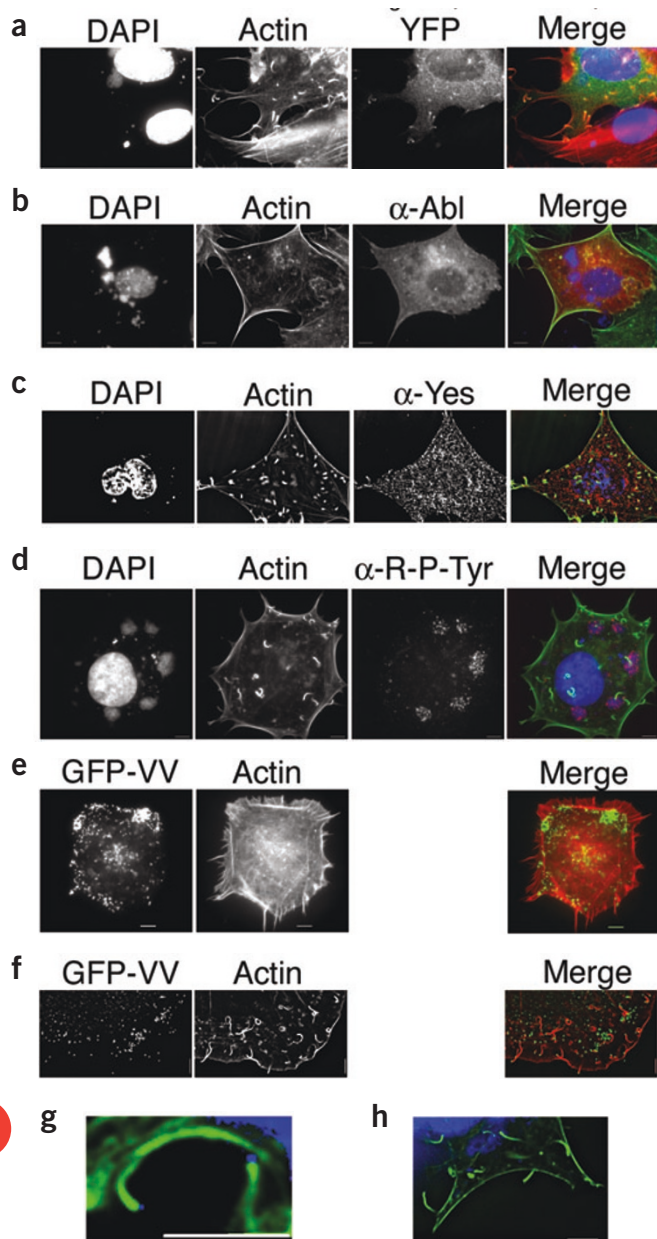 a
DAPI Actin YFP Merge
b
DAPI Actin α-Abl Merge
c
DAPI Actin α-Yes Merge
d
DAPI Actin α-R-P-Tyr Merge
e
GFP-VV Actin Merge
f
GFP-VV Actin Merge
g h